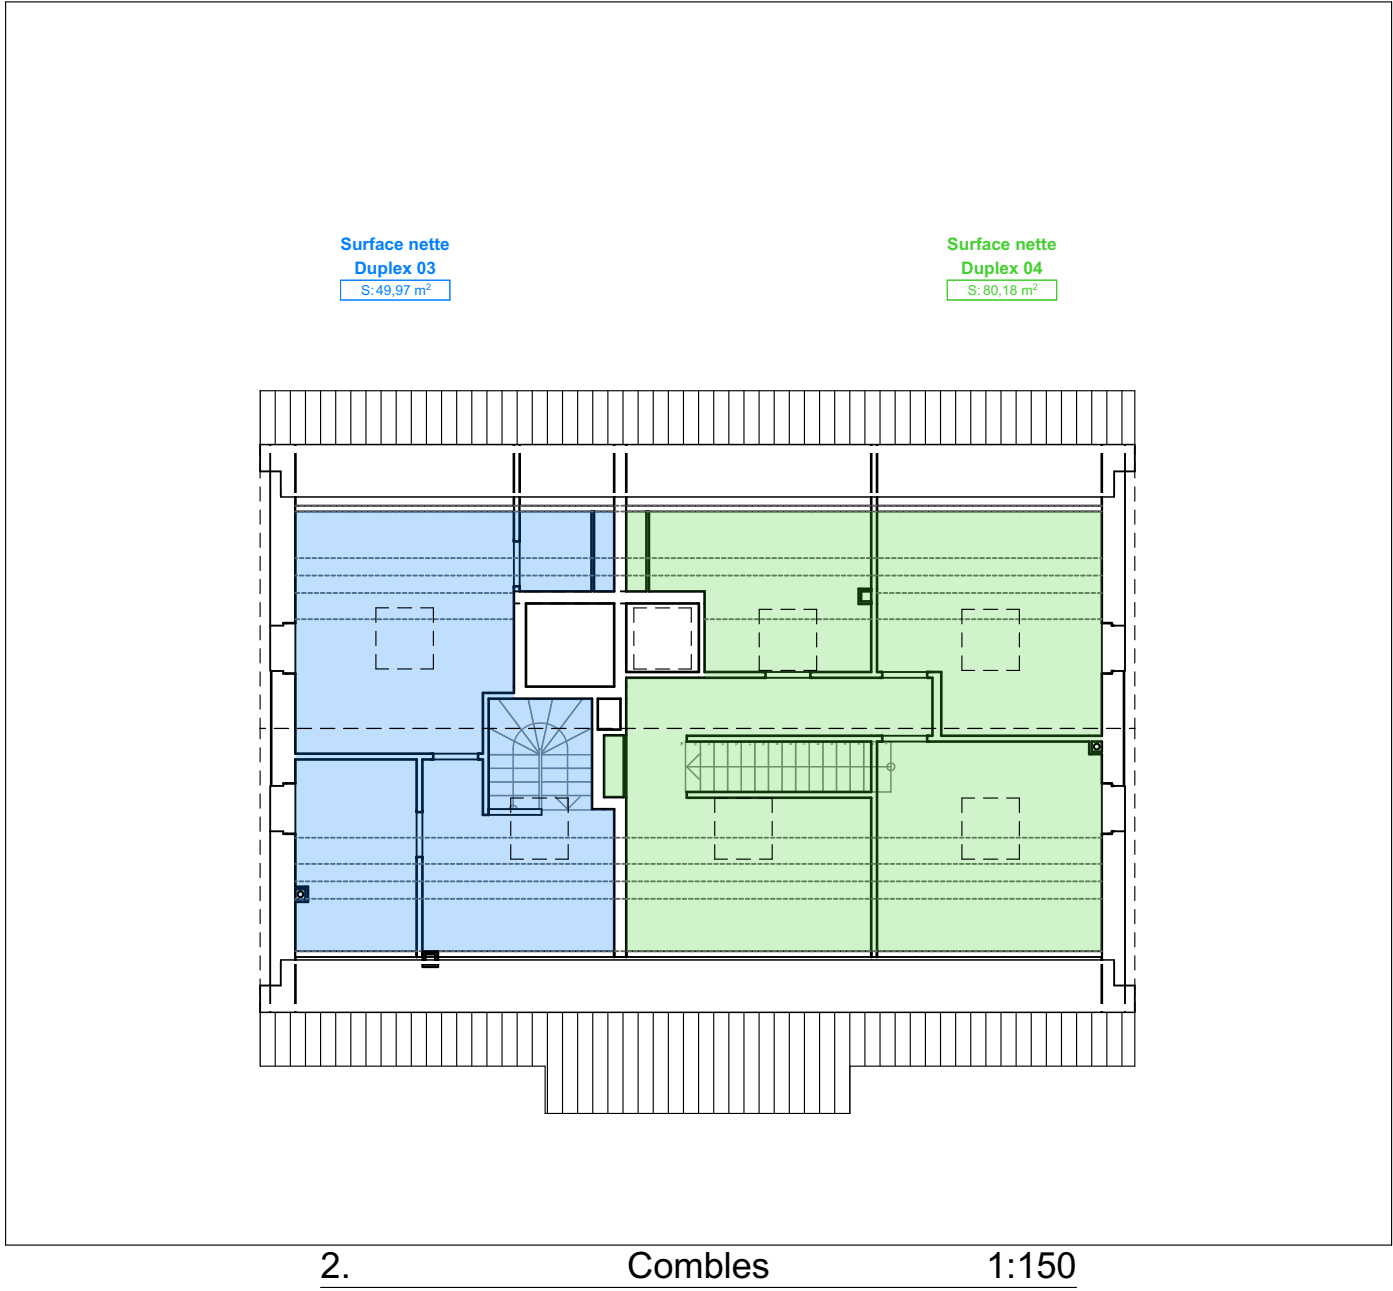 Surface nette
Duplex 03
S: 49,97 m²
Surface nette
Duplex 04
S: 80,18 m²
2. Combles 1:150